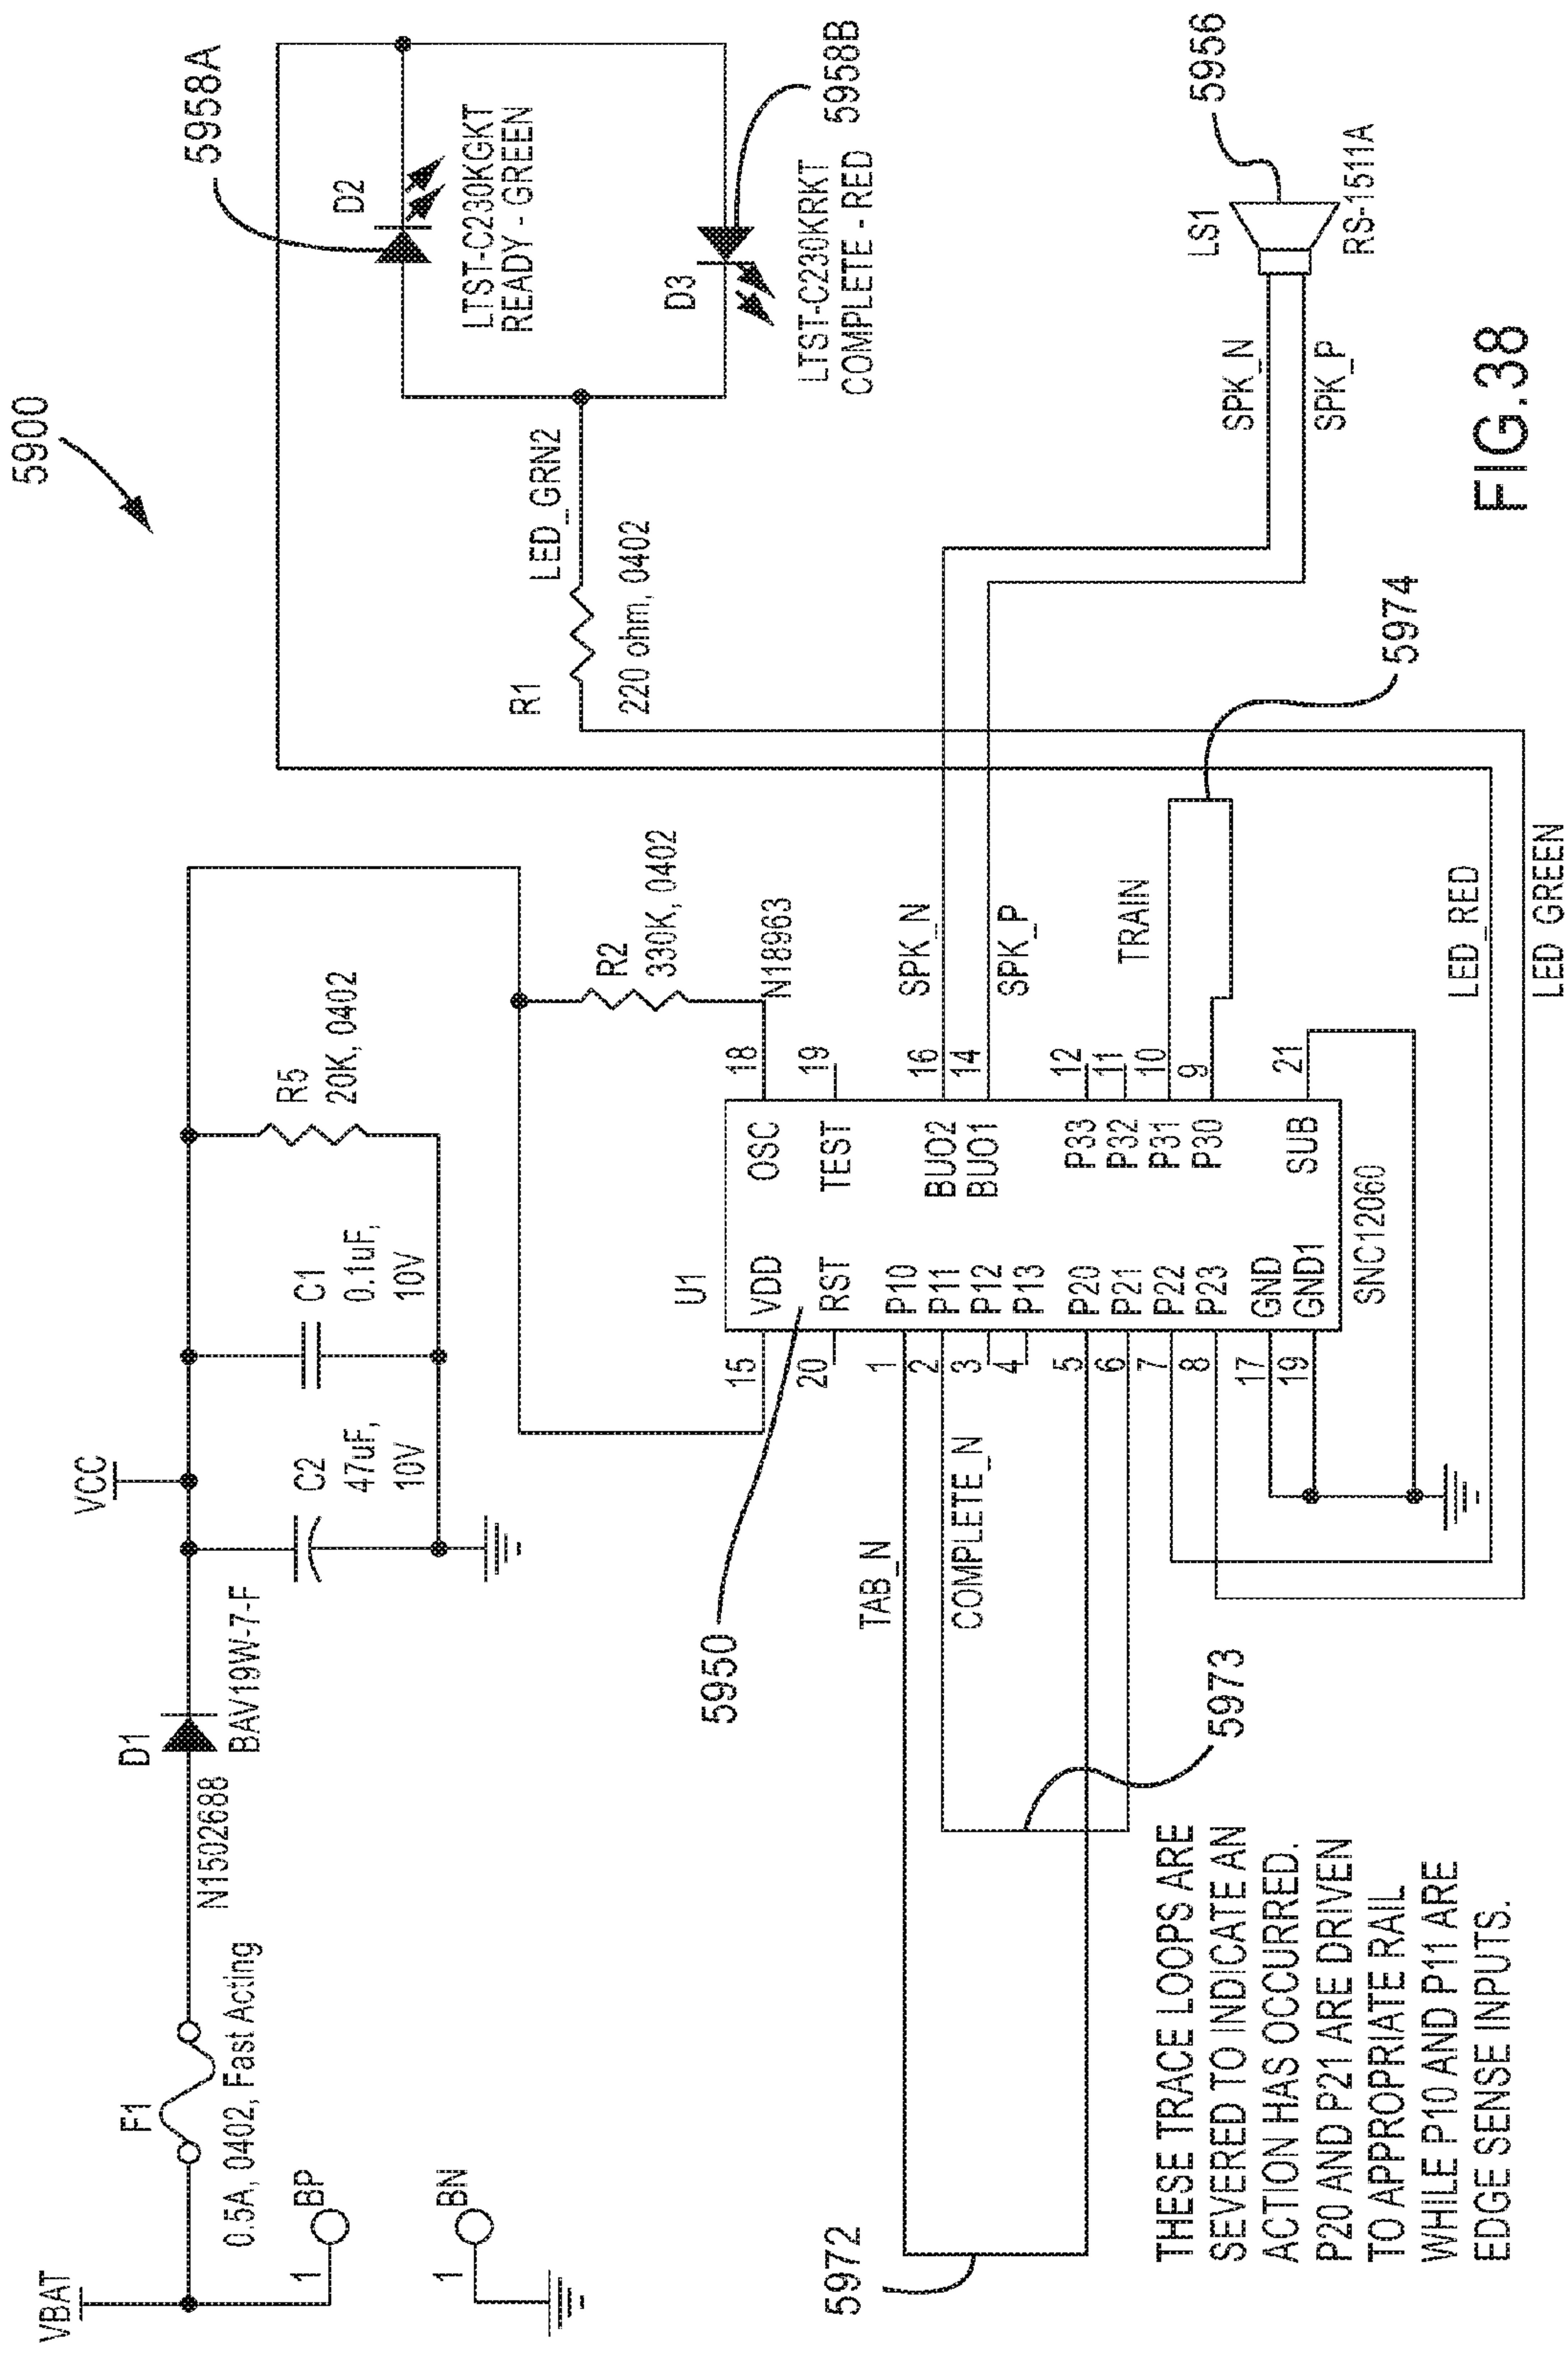 5900
VBAT
F1
0.5A, 0402, Fast Acting
1
BP
1
BN
N1502688
D1
BAV19W-7-F
VCC
C2
47uF,
10V
C1
0.1uF,
10V
R5
20K, 0402
R2
330K, 0402
N18963
5958A
D2
LTST-C230KGKT
READY - GREEN
D3
LTST-C230KRKT
COMPLETE - RED
5958B
LED_GRN2
R1
220 ohm, 0402
5950
U1
15
VDD
OSC
18
20
RST
TEST
19
1
P10
2
P11
BUO2
16
3
P12
BUO1
14
4
P13
5
P20
P33
12
6
P21
P32
11
7
P22
P31
10
8
P23
P30
9
17
GND
19
GND1
SUB
21
SNC12060
TAB_N
COMPLETE_N
SPK_N
SPK_P
SPK_N
SPK_P
LS1
RS-1511A
5956
TRAIN
5974
LED_RED
LED_GREEN
5972
5973
THESE TRACE LOOPS ARE
SEVERED TO INDICATE AN
ACTION HAS OCCURRED.
P20 AND P21 ARE DRIVEN
TO APPROPRIATE RAIL
WHILE P10 AND P11 ARE
EDGE SENSE INPUTS.
FIG.38